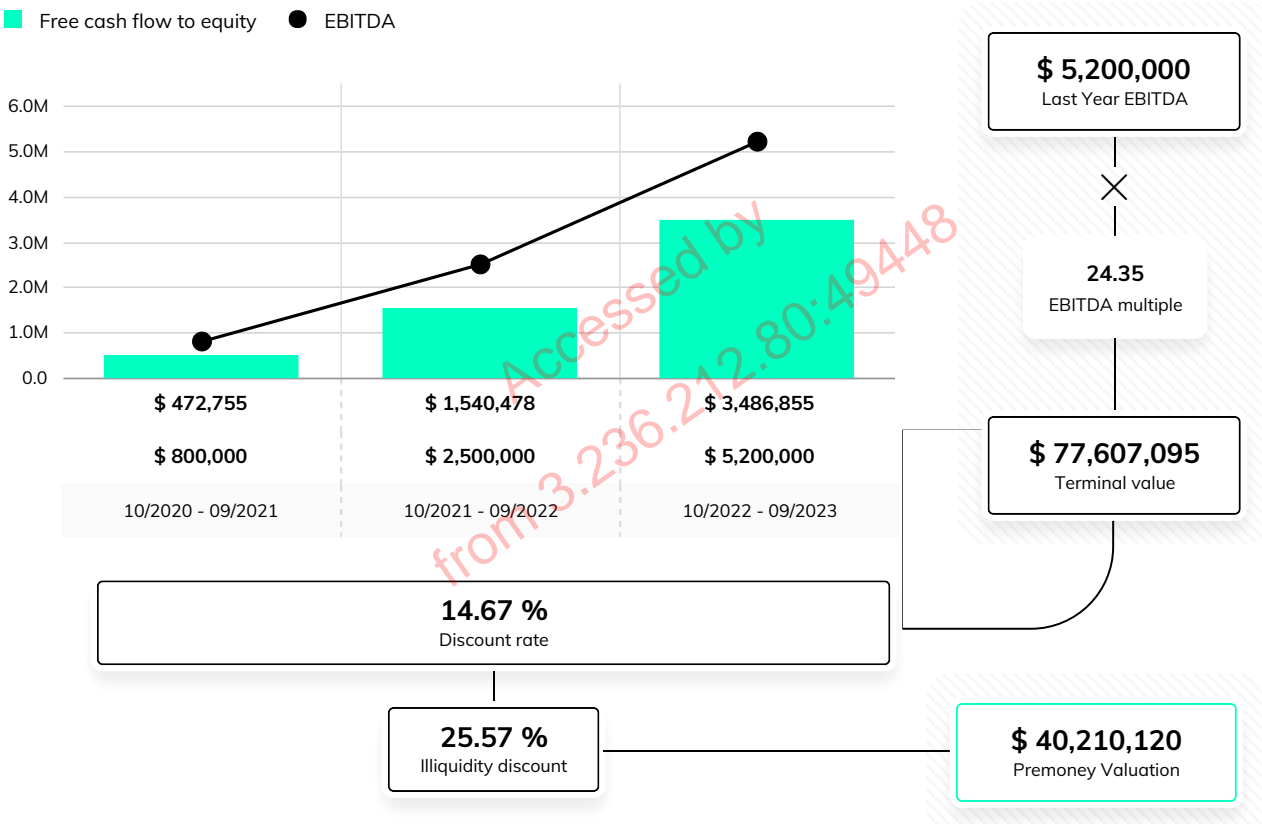 Free cash flow to equity
EBITDA
6.0M
5.0M
4.0M
3.0M
2.0M
1.0M
0.0
$ 472,755
$ 1,540,478
$ 3,486,855
$ 800,000
$ 2,500,000
$ 5,200,000
10/2020 - 09/2021
10/2021 - 09/2022
10/2022 - 09/2023
$ 5,200,000
Last Year EBITDA
24.35
EBITDA multiple
$ 77,607,095
Terminal value
14.67 %
Discount rate
25.57 %
Illiquidity discount
$ 40,210,120
Premoney Valuation
Accessed by
from 3.236.212.80:49448